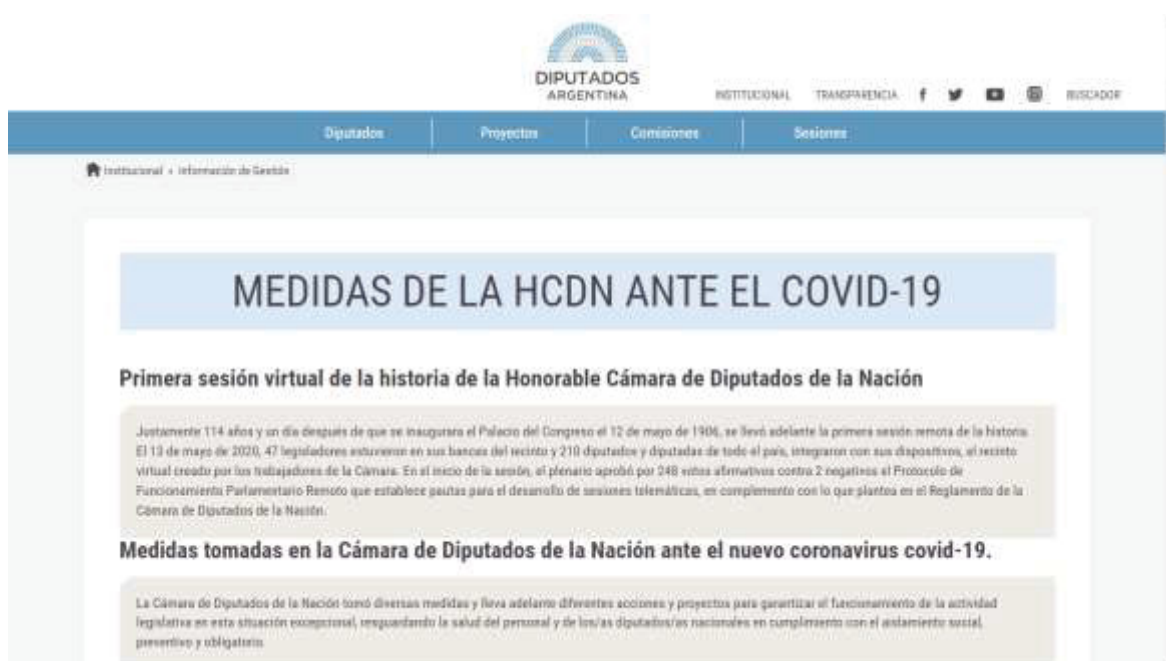 DIPUTADOS
ARGENTINA
INSTITUCIONAL TRANSPARENCIA f BUSCADOR
Diputados Proyectos Comisiones Sesiones
Institucional » Información de Gestión
MEDIDAS DE LA HCDN ANTE EL COVID-19
Primera sesión virtual de la historia de la Honorable Cámara de Diputados de la Nación
Justamente 114 años y un día después de que se inaugurara el Palacio del Congreso el 12 de mayo de 1906, se llevó adelante la primera sesión remota de la historia.
El 13 de mayo de 2020, 47 legisladores estuvieron en sus bancas del recinto y 210 diputados y diputadas de todo el país, integraron con sus dispositivos, el recinto
virtual creado por los trabajadores de la Cámara. En el inicio de la sesión, el plenario aprobó por 248 votos afirmativos contra 2 negativos el Protocolo de
Funcionamiento Parlamentario Remoto que establece pautas para el desarrollo de sesiones telemáticas, en complemento con lo que plantea en el Reglamento de la
Cámara de Diputados de la Nación.
Medidas tomadas en la Cámara de Diputados de la Nación ante el nuevo coronavirus covid-19.
La Cámara de Diputados de la Nación tomó diversas medidas y lleva adelante diferentes acciones y proyectos para garantizar el funcionamiento de la actividad
legislativa en esta situación excepcional, resguardando la salud del personal y de los/as diputados/as nacionales en cumplimiento con el aislamiento social,
preventivo y obligatorio.